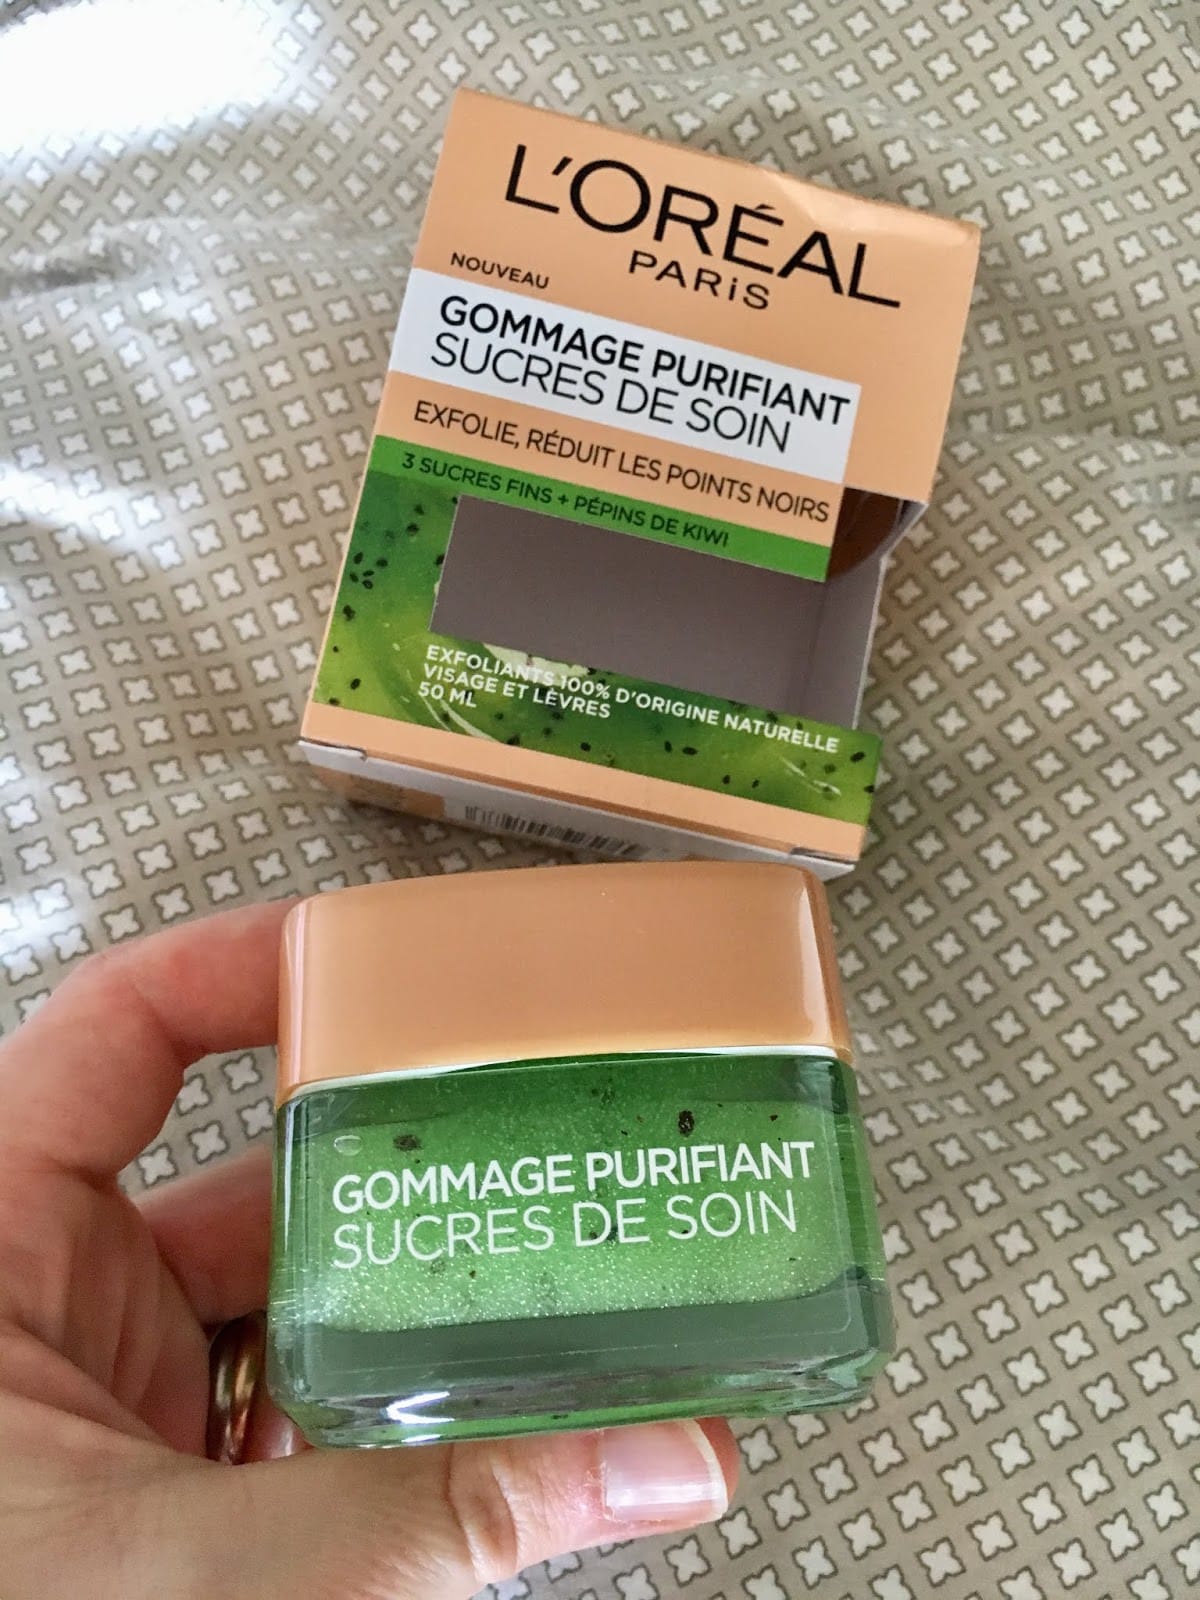 L'ORÉAL
PARiS
NOUVEAU
GOMMAGE PURIFIANT
SUCRES DE SOIN
EXFOLIE, RÉDUIT LES POINTS NOIRS
3 SUCRES FINS + PÉPINS DE KIWI
EXFOLIANTS 100% D'ORIGINE NATURELLE
VISAGE ET LÈVRES
50 ML
GOMMAGE PURIFIANT
SUCRES DE SOIN